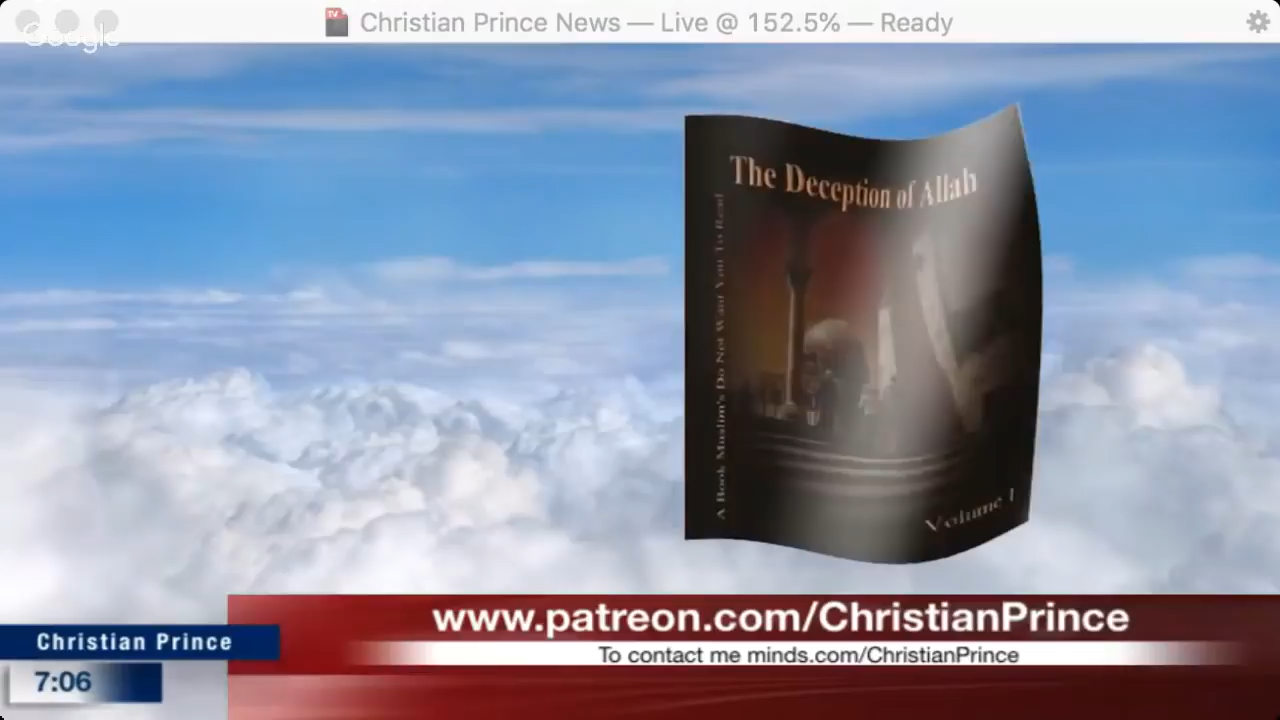 Christian Prince News — Live @ 152.5% — Ready
Google
The Deception of Allah
A Book Muslim's Do Not Want You To Read
Volume I
www.patreon.com/ChristianPrince
To contact me minds.com/ChristianPrince
Christian Prince
7:06